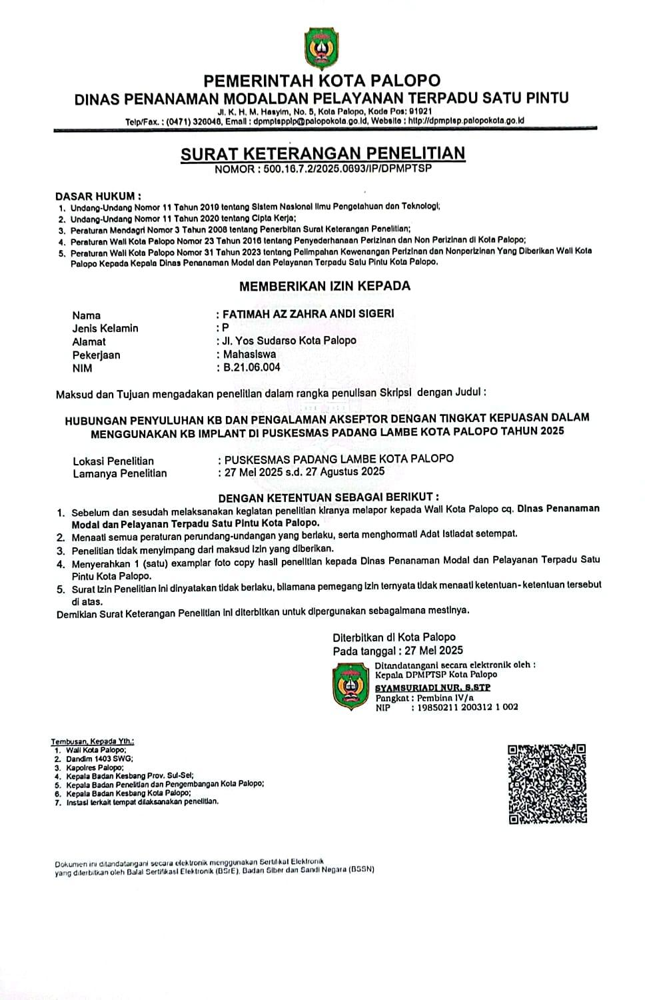 PEMERINTAH KOTA PALOPO
DINAS PENANAMAN MODALDAN PELAYANAN TERPADU SATU PINTU
Jl. K. H. M. Hasyim, No. 5, Kota Palopo, Kode Pos: 91921
Telp/Fax. : (0471) 326048, Email : dpmptspplp@palopokota.go.id, Website : http://dpmptsp.palopokota.go.id
SURAT KETERANGAN PENELITIAN
NOMOR : 500.16.7.2/2025.0693/IP/DPMPTSP
DASAR HUKUM :
1. Undang-Undang Nomor 11 Tahun 2019 tentang Sistem Nasional Ilmu Pengetahuan dan Teknologi;
2. Undang-Undang Nomor 11 Tahun 2020 tentang Cipta Kerja;
3. Peraturan Mendagri Nomor 3 Tahun 2008 tentang Penerbitan Surat Keterangan Penelitian;
4. Peraturan Wali Kota Palopo Nomor 23 Tahun 2016 tentang Penyederhanaan Perizinan dan Non Perizinan di Kota Palopo;
5. Peraturan Wali Kota Palopo Nomor 31 Tahun 2023 tentang Pelimpahan Kewenangan Perizinan dan Nonperizinan Yang Diberikan Wali Kota
Palopo Kepada Kepala Dinas Penanaman Modal dan Pelayanan Terpadu Satu Pintu Kota Palopo.
MEMBERIKAN IZIN KEPADA
Nama : FATIMAH AZ ZAHRA ANDI SIGERI
Jenis Kelamin : P
Alamat : Jl. Yos Sudarso Kota Palopo
Pekerjaan : Mahasiswa
NIM : B.21.06.004
Maksud dan Tujuan mengadakan penelitian dalam rangka penulisan Skripsi dengan Judul :
HUBUNGAN PENYULUHAN KB DAN PENGALAMAN AKSEPTOR DENGAN TINGKAT KEPUASAN DALAM
MENGGUNAKAN KB IMPLANT DI PUSKESMAS PADANG LAMBE KOTA PALOPO TAHUN 2025
Lokasi Penelitian : PUSKESMAS PADANG LAMBE KOTA PALOPO
Lamanya Penelitian : 27 Mei 2025 s.d. 27 Agustus 2025
DENGAN KETENTUAN SEBAGAI BERIKUT :
1. Sebelum dan sesudah melaksanakan kegiatan penelitian kiranya melapor kepada Wali Kota Palopo cq. Dinas Penanaman
Modal dan Pelayanan Terpadu Satu Pintu Kota Palopo.
2. Menaati semua peraturan perundang-undangan yang berlaku, serta menghormati Adat Istiadat setempat.
3. Penelitian tidak menyimpang dari maksud izin yang diberikan.
4. Menyerahkan 1 (satu) examplar foto copy hasil penelitian kepada Dinas Penanaman Modal dan Pelayanan Terpadu Satu
Pintu Kota Palopo.
5. Surat Izin Penelitian ini dinyatakan tidak berlaku, bilamana pemegang izin ternyata tidak menaati ketentuan-ketentuan tersebut
di atas.
Demikian Surat Keterangan Penelitian ini diterbitkan untuk dipergunakan sebagaimana mestinya.
Diterbitkan di Kota Palopo
Pada tanggal : 27 Mei 2025
Ditandatangani secara elektronik oleh :
Kepala DPMPTSP Kota Palopo
SYAMSURIADI NUR, S.STP
Pangkat : Pembina IV/a
NIP : 19850211 200312 1 002
Tembusan, Kepada Yth.:
1. Wali Kota Palopo;
2. Dandim 1403 SWG;
3. Kapolres Palopo;
4. Kepala Badan Kesbang Prov. Sul-Sel;
5. Kepala Badan Penelitian dan Pengembangan Kota Palopo;
6. Kepala Badan Kesbang Kota Palopo;
7. Instasi terkait tempat dilaksanakan penelitian.
Dokumen ini ditandatangani secara elektronik menggunakan Sertifikat Elektronik
yang diterbitkan oleh Balai Sertifikasi Elektronik (BSrE), Badan Siber dan Sandi Negara (BSSN)